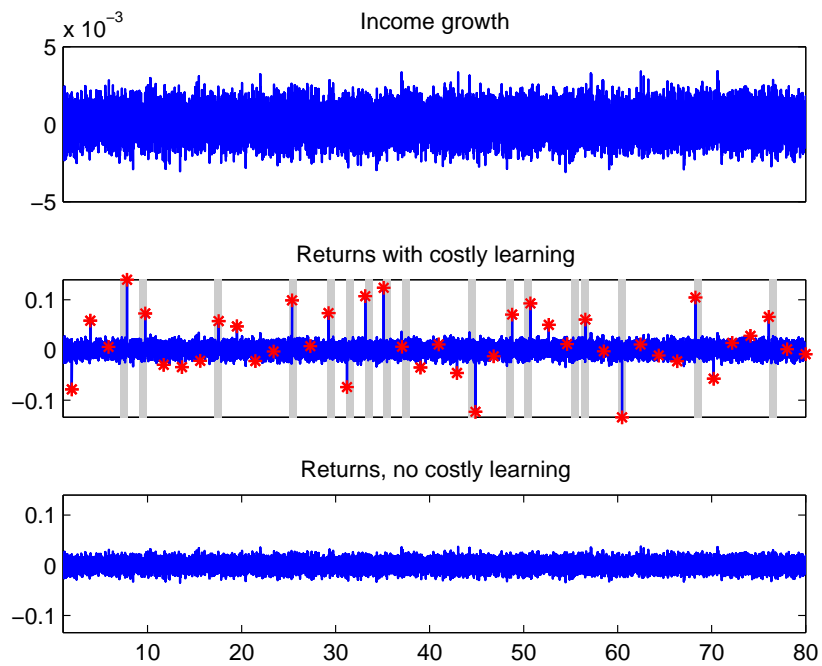 Income growth
x 10^−3
5
0
−5
Returns with costly learning
0.1
0
−0.1
Returns, no costly learning
0.1
0
−0.1
10 20 30 40 50 60 70 80